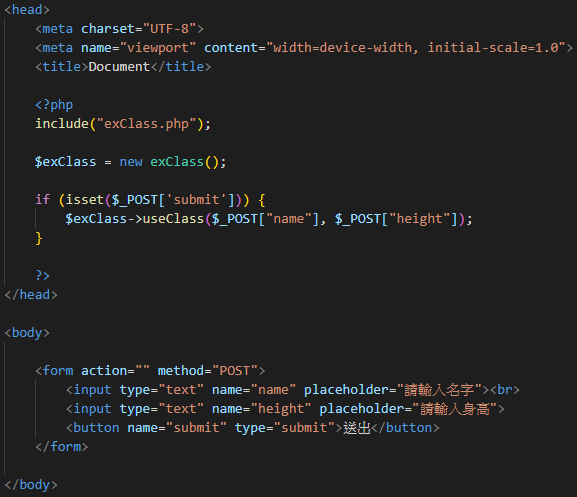 <head>
<meta charset="UTF-8">
<meta name="viewport" content="width=device-width, initial-scale=1.0">
<title>Document</title>
<?php
include("exClass.php");
$exClass = new exClass();
if (isset($_POST['submit'])) {
$exClass->useClass($_POST["name"], $_POST["height"]);
}
?>
</head>
<body>
<form action="" method="POST">
<input type="text" name="name" placeholder="請輸入名字"><br>
<input type="text" name="height" placeholder="請輸入身高">
<button name="submit" type="submit">送出</button>
</form>
</body>